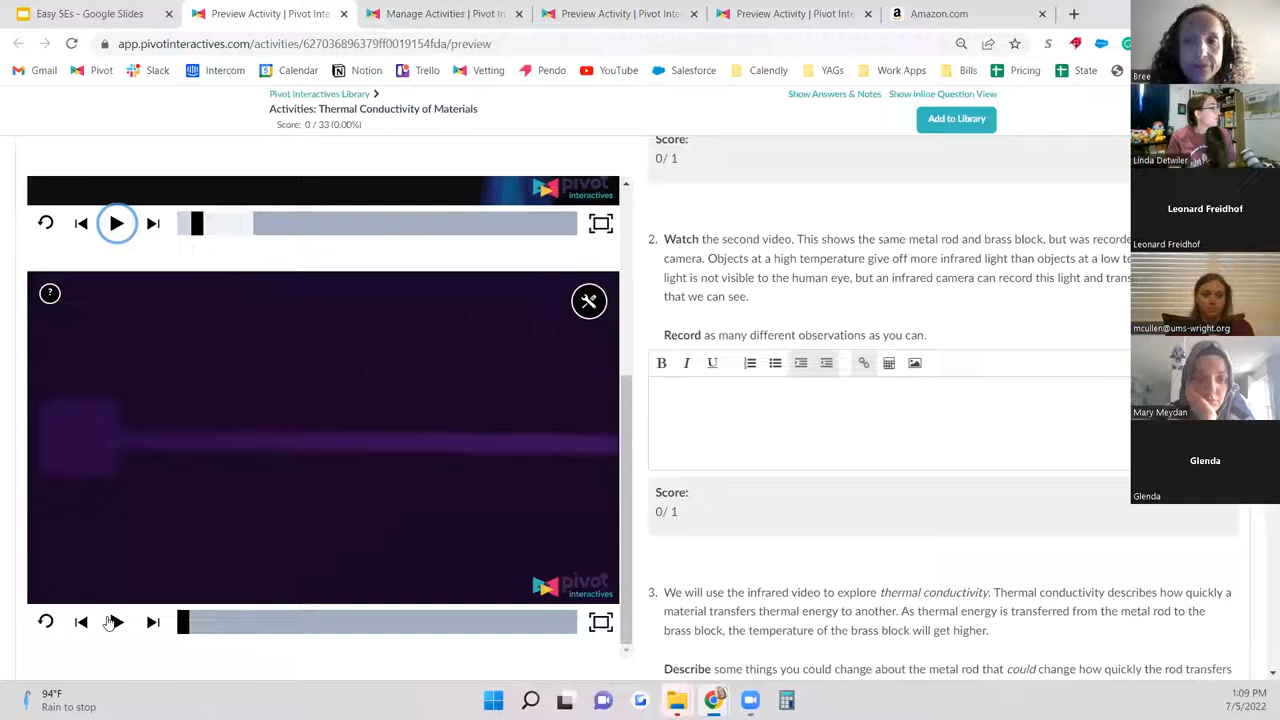 Easy 5Es - Google Slides
Preview Activity | Pivot Inte
Manage Activities | Pivot Inter
Preview Activity | Pivot Intera
Preview Activity | Pivot Intera
Amazon.com
app.pivotinteractives.com/activities/627036896379ff0019154fda/preview
Gmail
Pivot
Slack
Intercom
Calendar
Notion
Trello
Vetting
Pendo
YouTube
Salesforce
Calendly
YAGs
Work Apps
Bills
Pricing
State
Pivot Interactives Library
Activities: Thermal Conductivity of Materials
Score: 0 / 33 (0.00%)
Show Answers & Notes
Show Inline Question View
Add to Library
pivot
interactives
Score:
0/ 1
2. Watch the second video. This shows the same metal rod and brass block, but was recorde
camera. Objects at a high temperature give off more infrared light than objects at a low te
light is not visible to the human eye, but an infrared camera can record this light and trans
that we can see.
Record as many different observations as you can.
B I U
?
pivot
interactives
Score:
0/ 1
3. We will use the infrared video to explore thermal conductivity. Thermal conductivity describes how quickly a
material transfers thermal energy to another. As thermal energy is transferred from the metal rod to the
brass block, the temperature of the brass block will get higher.
Describe some things you could change about the metal rod that could change how quickly the rod transfers
Bree
Linda Detwiler
Leonard Freidhof
Leonard Freidhof
mcullen@ums-wright.org
Mary Meydan
Glenda
Glenda
94°F
Rain to stop
1:09 PM
7/5/2022